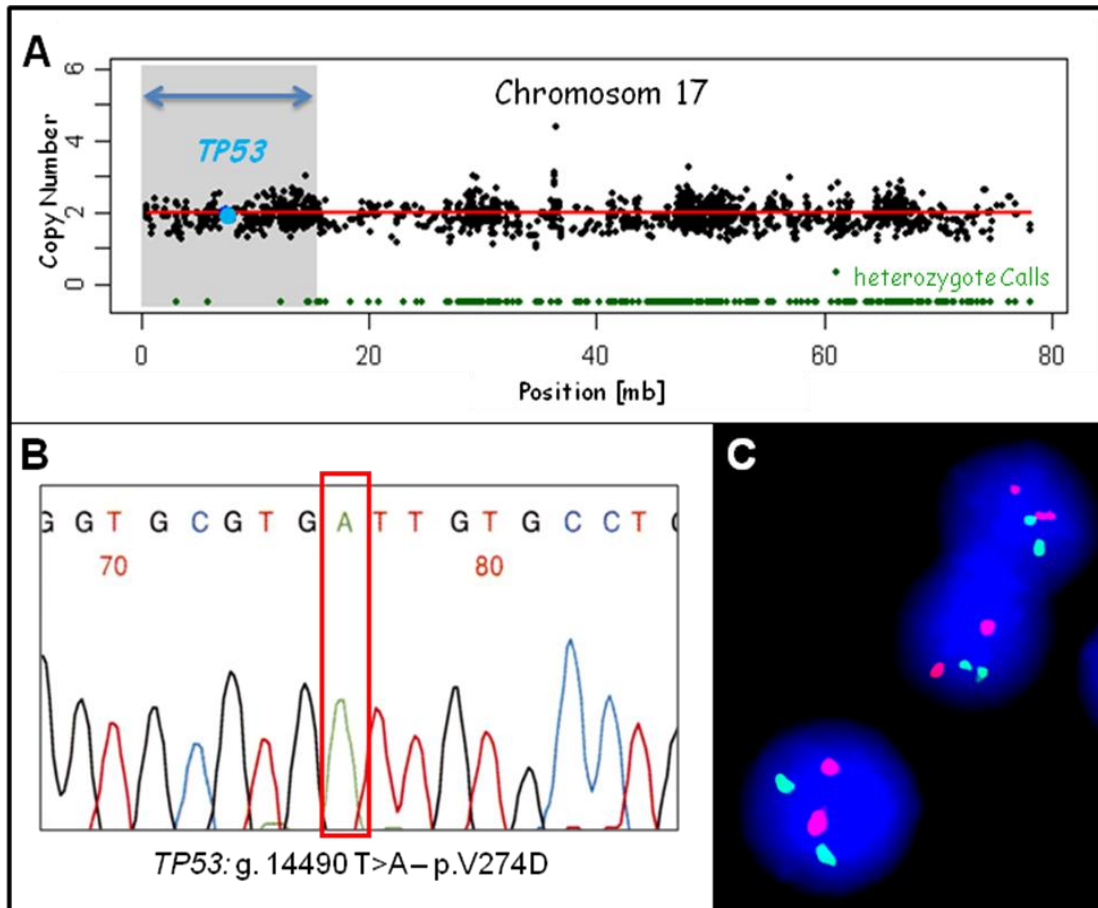 A
6
4
2
0
Copy Number
Chromosom 17
TP53
heterozygote Calls
0 20 40 60 80
Position [mb]
B
G G T G C G T G A T T G T G C C T
70 80
TP53: g. 14490 T>A – p.V274D
C